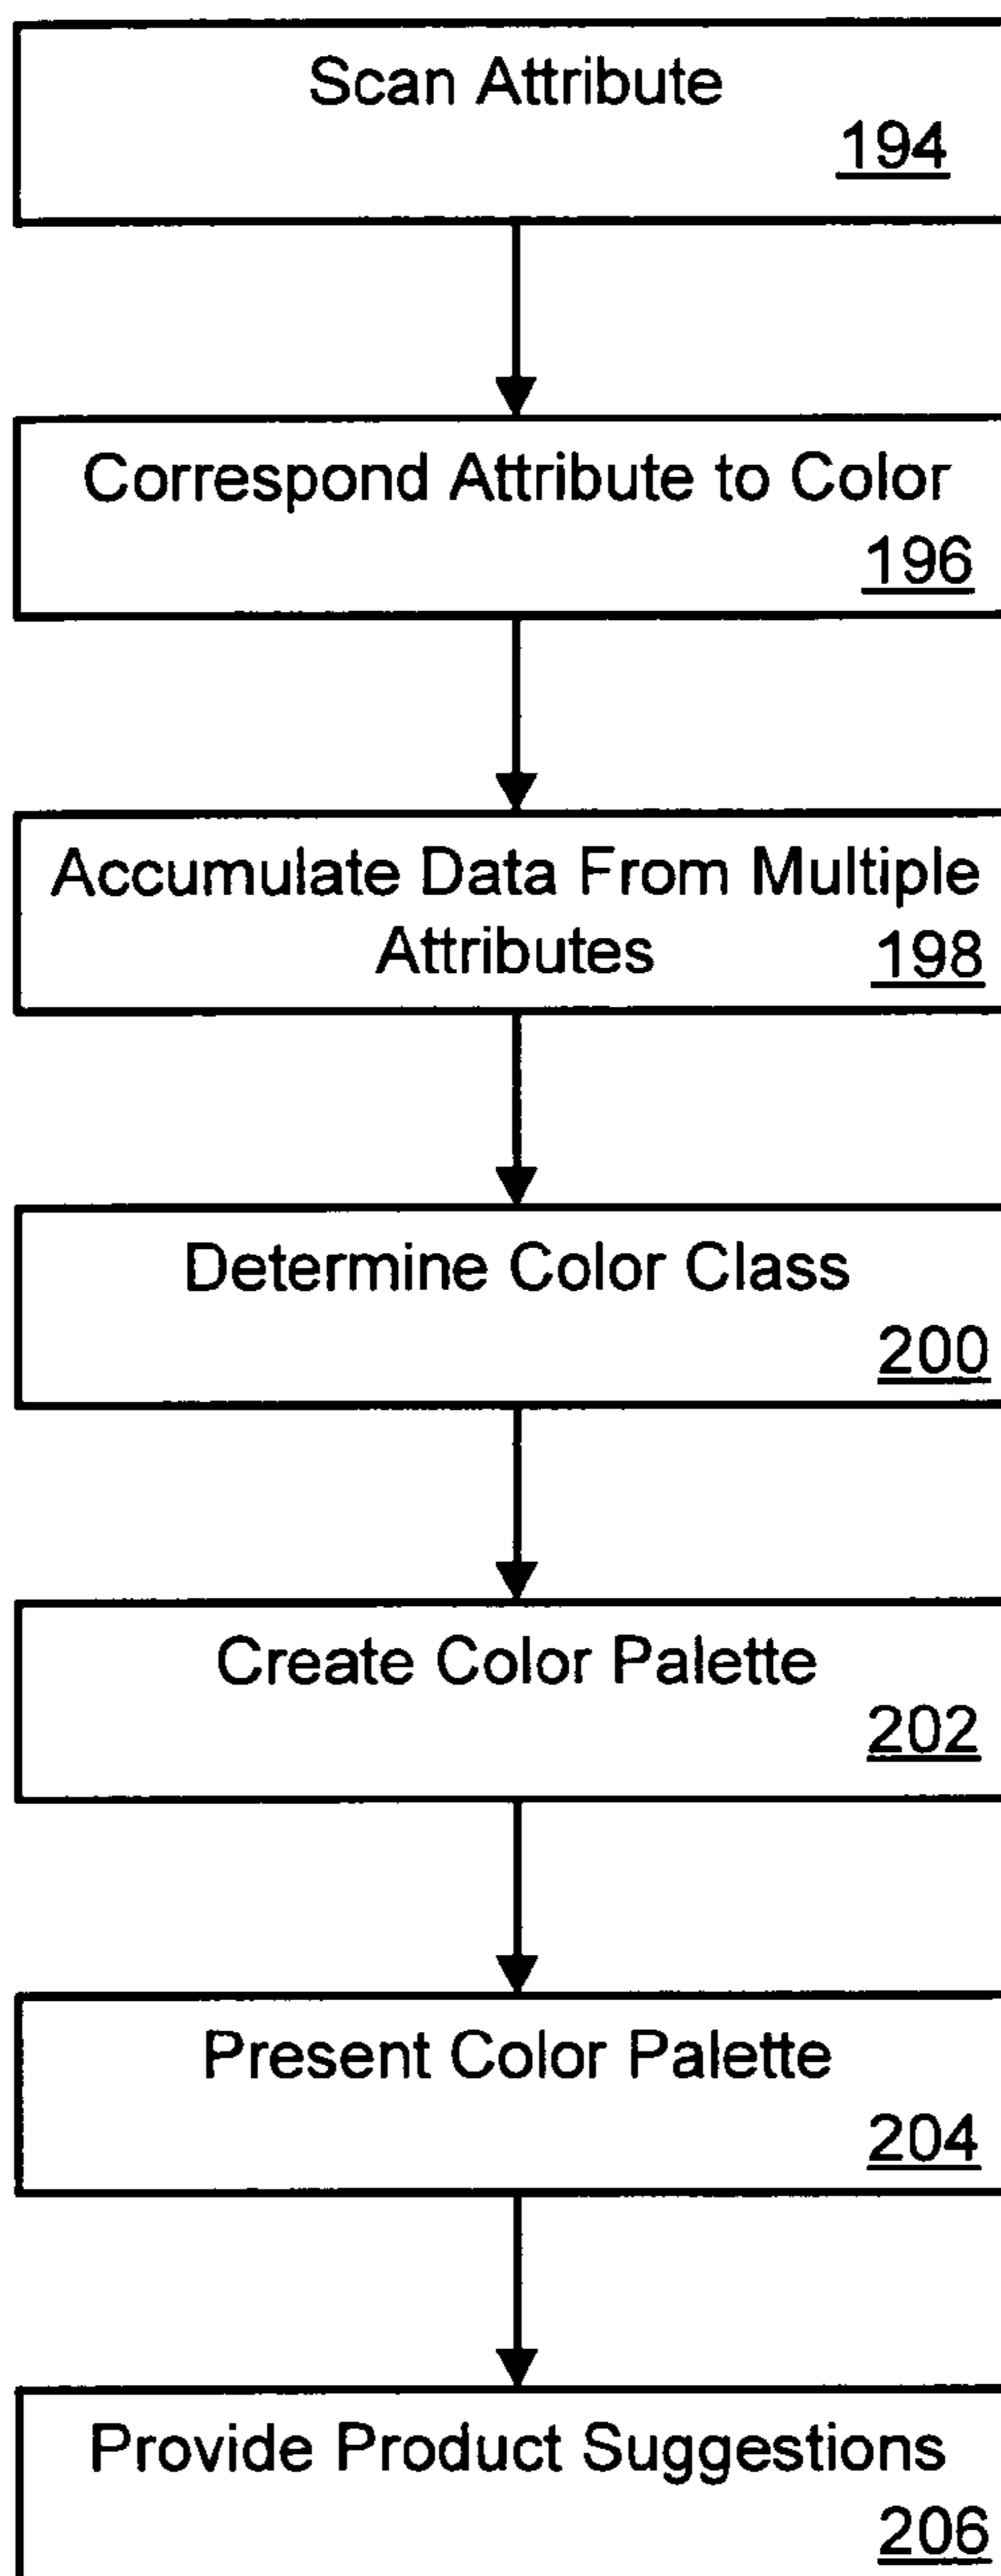 Scan Attribute
194
Correspond Attribute to Color
196
Accumulate Data From Multiple
Attributes 198
Determine Color Class
200
Create Color Palette
202
Present Color Palette
204
Provide Product Suggestions
206